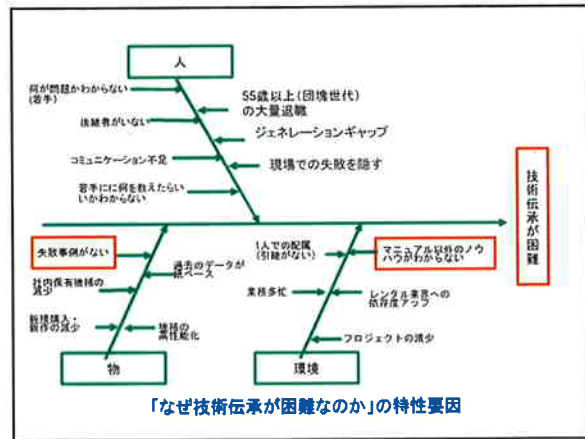 人
何が問題かわからない
(若手)
55歳以上(団塊世代)
の大量退職
後継者がいない
ジェネレーションギャップ
コミュニケーション不足
現場での失敗を隠す
若手にに何を教えたらい
いかわからない
技術伝承が困難
失敗事例がない
過去のデータが
紙ベース
社内保有機械の
減少
新規購入・
新作の減少
機械の
高性能化
物
1人での配属
(引継がない)
マニュアル以外のノウ
ハウがわからない
業務多忙
レンタル業界への
依存度アップ
プロジェクトの減少
環境
「なぜ技術伝承が困難なのか」の特性要因